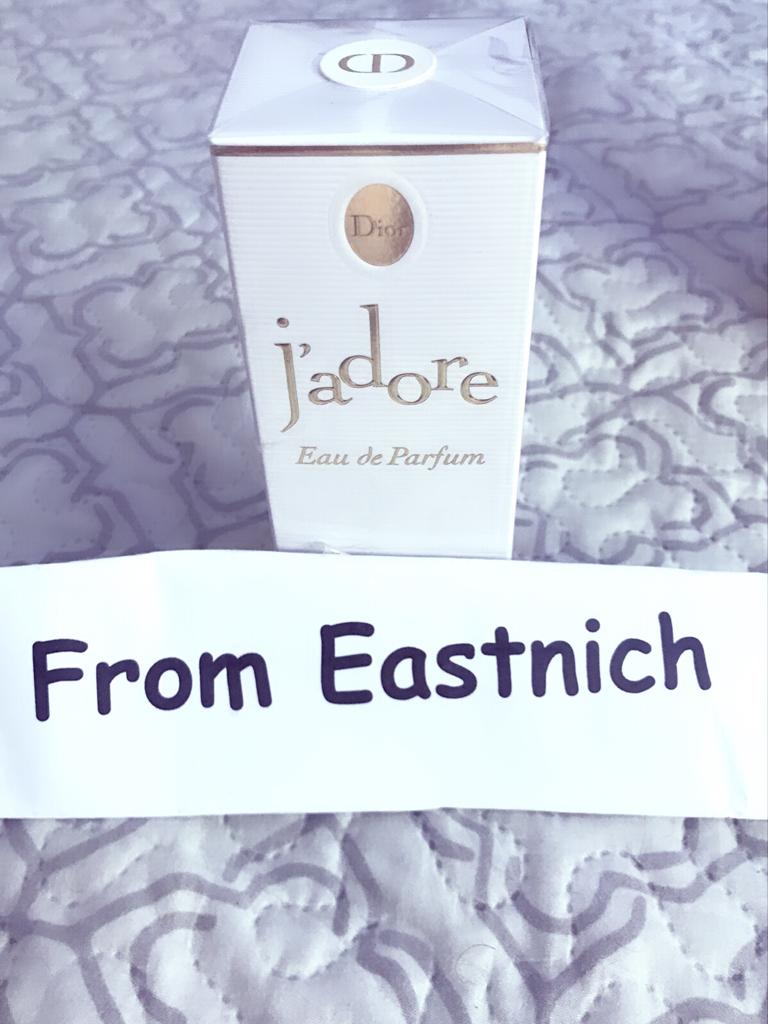 CD
Dior
j'adore
Eau de Parfum
From Eastnich